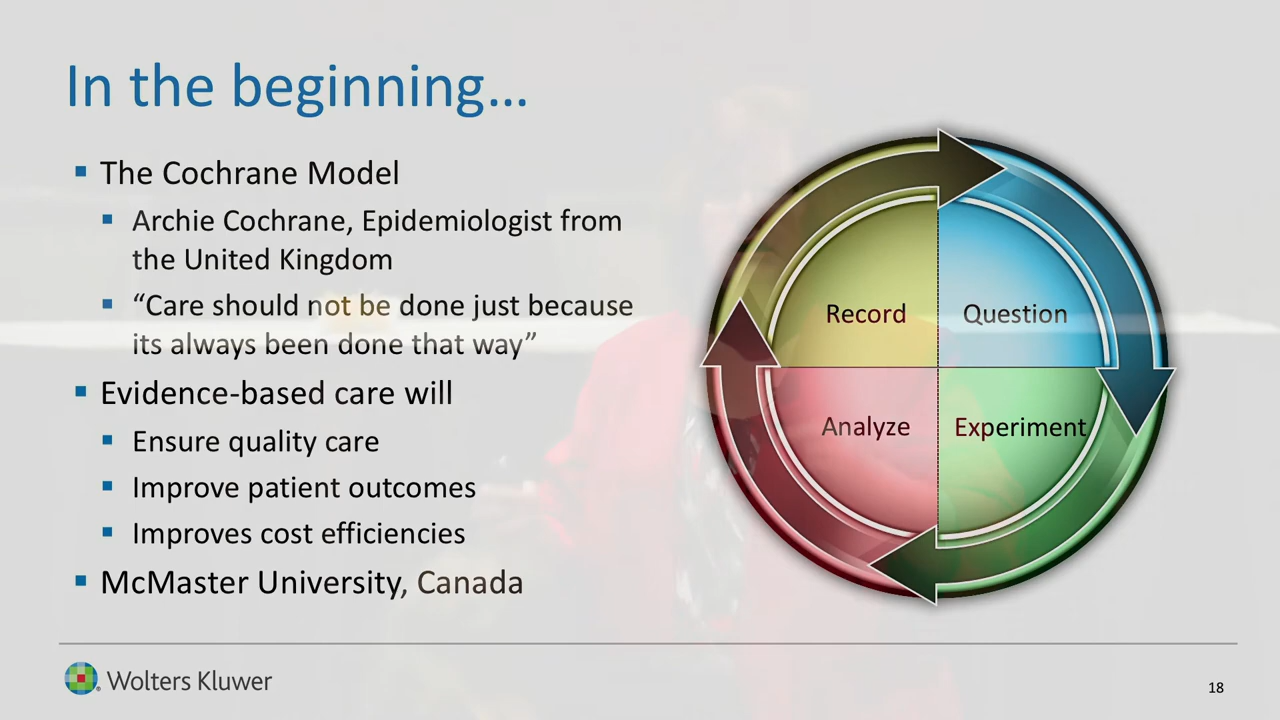 In the beginning…
The Cochrane Model
Archie Cochrane, Epidemiologist from
the United Kingdom
“Care should not be done just because
its always been done that way”
Evidence-based care will
Ensure quality care
Improve patient outcomes
Improves cost efficiencies
McMaster University, Canada
Record
Question
Analyze
Experiment
Wolters Kluwer
18